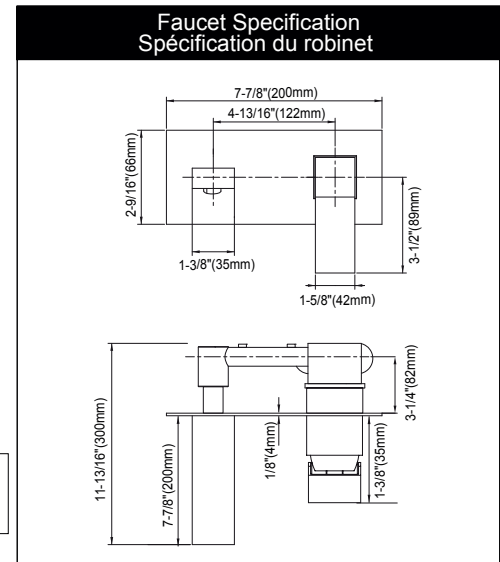 Faucet Specification
Spécification du robinet
7-7/8"(200mm)
4-13/16"(122mm)
2-9/16"(66mm)
3-1/2"(89mm)
1-3/8"(35mm)
1-5/8"(42mm)
11-13/16"(300mm)
7-7/8"(200mm)
1/8"(4mm)
1-3/8"(35mm)
3-1/4"(82mm)